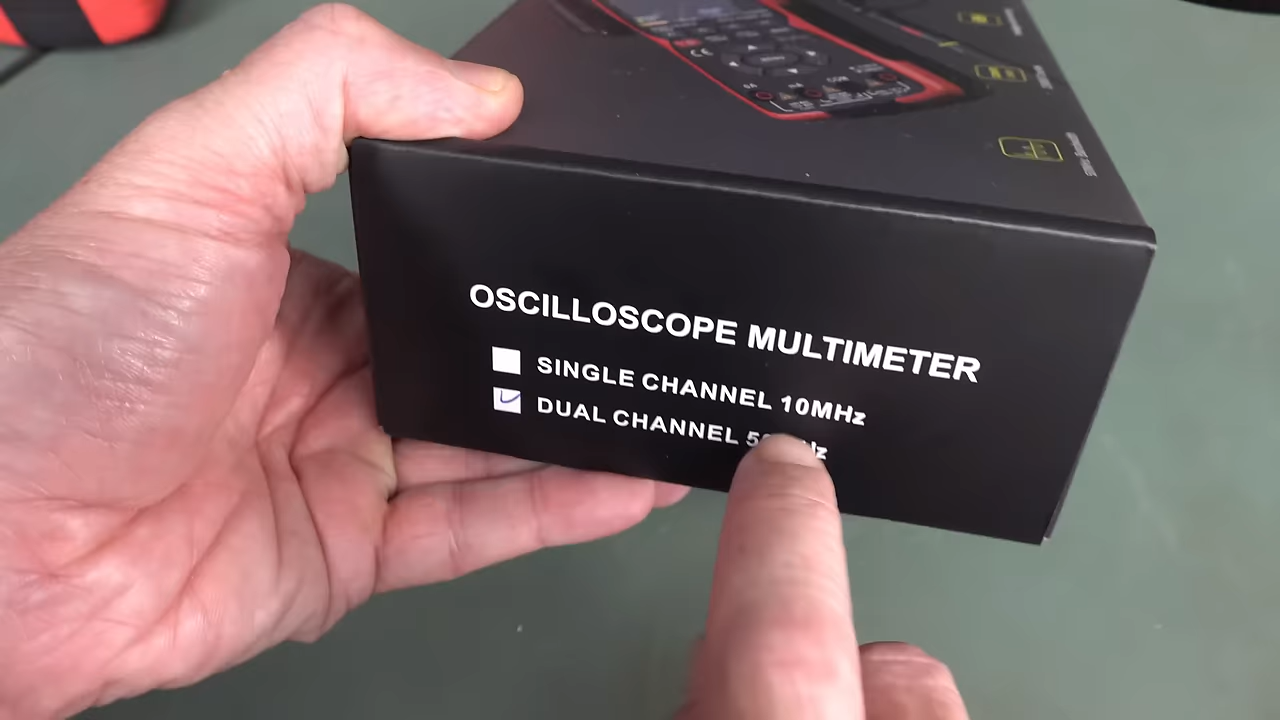 OSCILLOSCOPE MULTIMETER
SINGLE CHANNEL 10MHz
DUAL CHANNEL